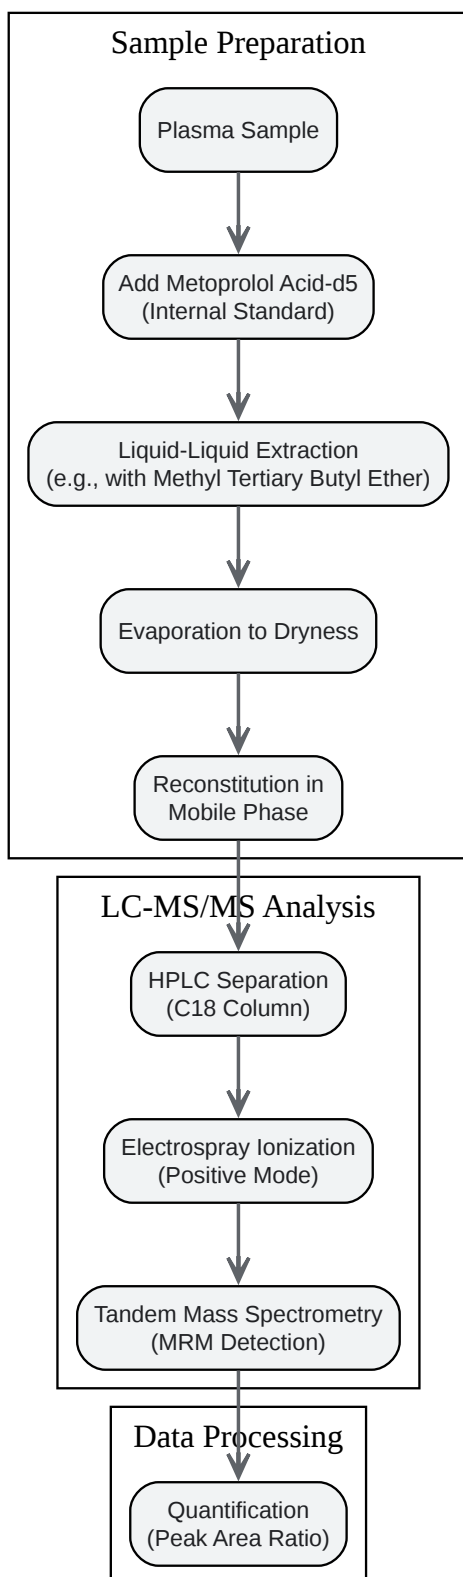 Sample Preparation
Plasma Sample
Add Metoprolol Acid-d5
(Internal Standard)
Liquid-Liquid Extraction
(e.g., with Methyl Tertiary Butyl Ether)
Evaporation to Dryness
Reconstitution in
Mobile Phase
LC-MS/MS Analysis
HPLC Separation
(C18 Column)
Electrospray Ionization
(Positive Mode)
Tandem Mass Spectrometry
(MRM Detection)
Data Processing
Quantification
(Peak Area Ratio)